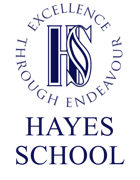 EXCELLENCE
THROUGH ENDEAVOUR
HS
HAYES
SCHOOL